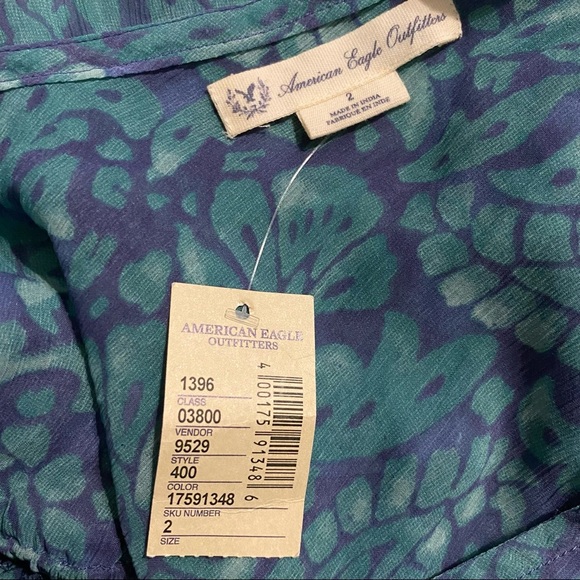 American Eagle Outfitters
2
MADE IN INDIA
FABRIQUE EN INDE
AMERICAN EAGLE
OUTFITTERS
1396
CLASS
03800
VENDOR
9529
STYLE
400
COLOR
17591348
SKU NUMBER
2
SIZE
4 00175 91348 6